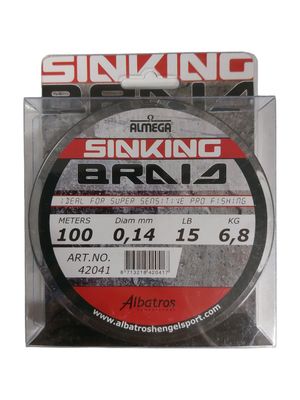 SINKING
BRAID
ALMEGA
SINKING
BRAID
IDEAL FOR SUPER SENSITIVE PRO FISHING
METERS Diam mm LB KG
100 0,14 15 6,8
ART.NO.
42041
8713218420417
Albatros
www.albatroshengelsport.com